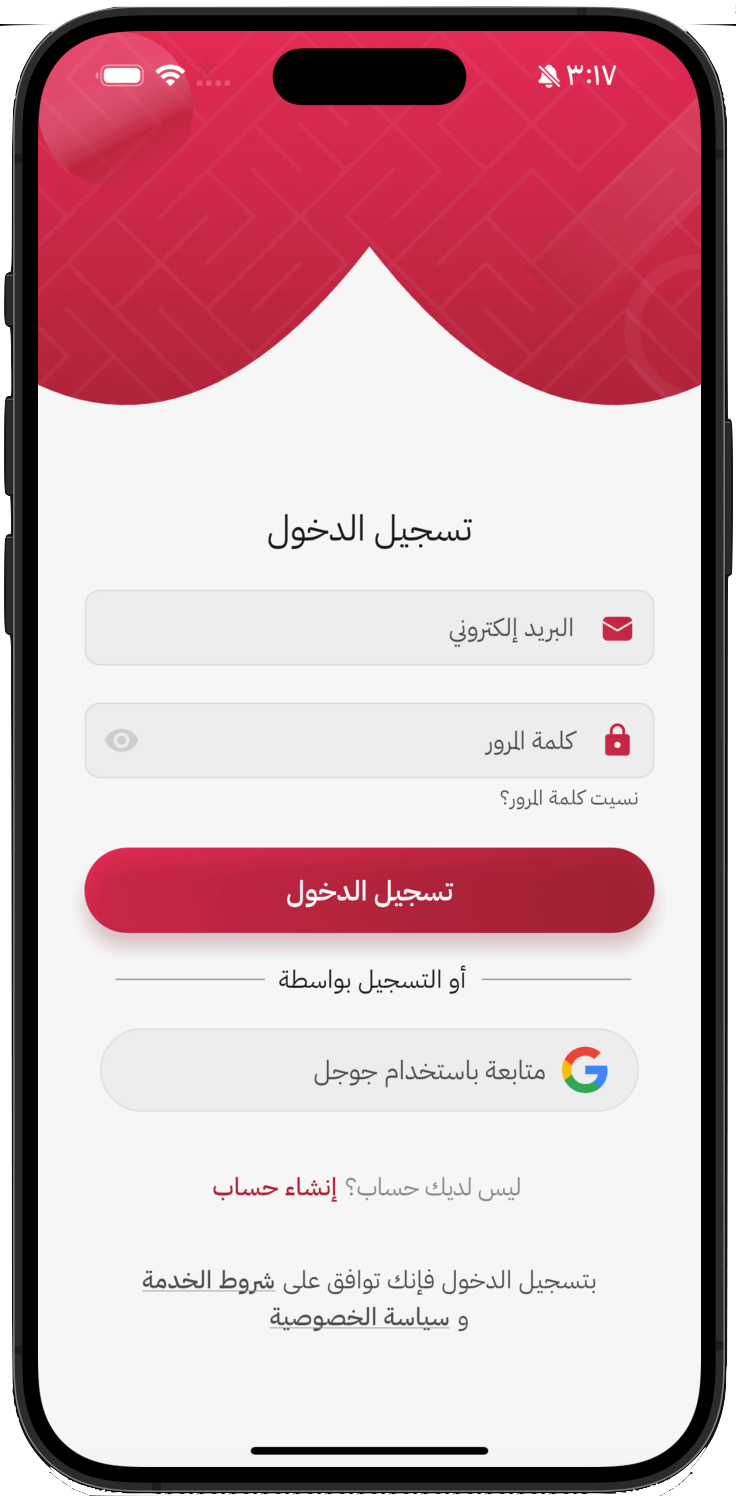 ٣:١٧
تسجيل الدخول
البريد إلكتروني
كلمة المرور
نسيت كلمة المرور؟
تسجيل الدخول
أو التسجيل بواسطة
متابعة باستخدام جوجل
ليس لديك حساب؟ إنشاء حساب
بتسجيل الدخول فإنك توافق على شروط الخدمة
و سياسة الخصوصية